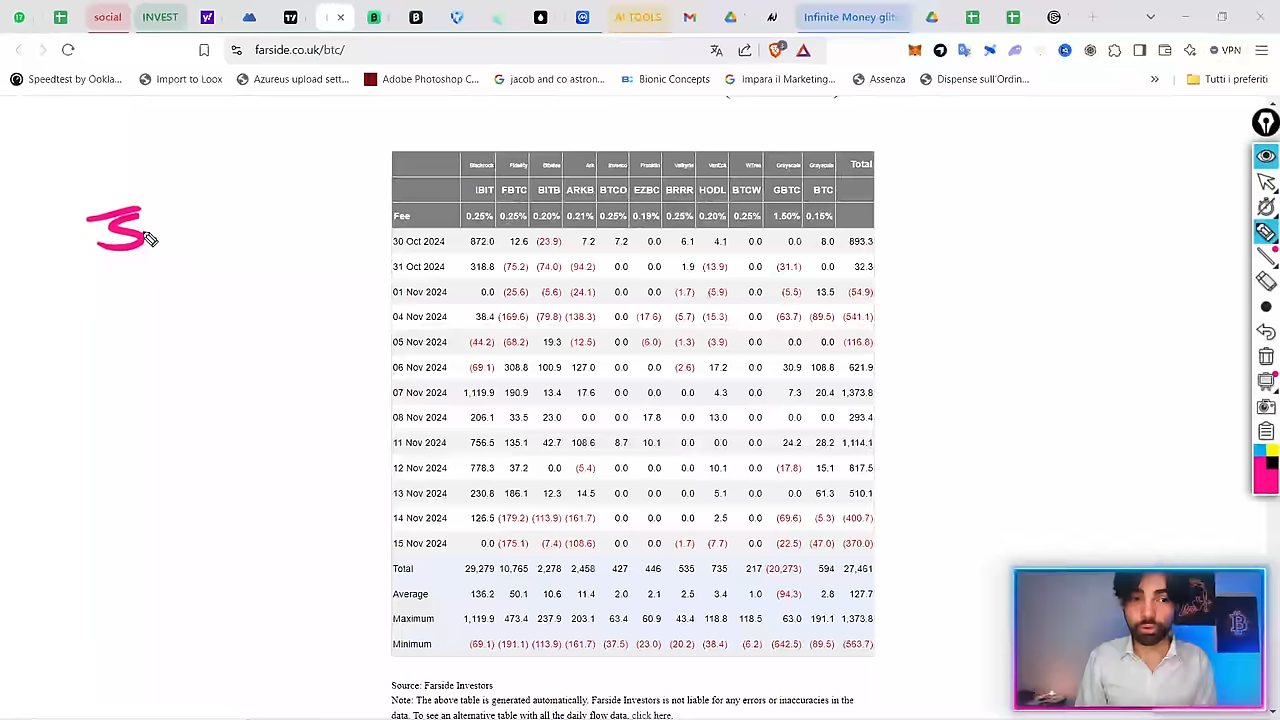 social INVEST AI TOOLS Infinite Money glit
farside.co.uk/btc/ VPN
Speedtest by Ookla... Import to Loox Azureus upload sett... Adobe Photoshop C... jacob and co astron... Bionic Concepts Impara il Marketing... Assenza Dispense sull'Ordin... » Tutti i preferiti
Blackrock Fidelity Bitwise Ark Invesco Franklin Valkyrie VanEck WTree Grayscale Grayscale Total
IBIT FBTC BITB ARKB BTCO EZBC BRRR HODL BTCW GBTC BTC
Fee 0.25% 0.25% 0.20% 0.21% 0.25% 0.19% 0.25% 0.20% 0.25% 1.50% 0.15%
30 Oct 2024 872.0 12.6 (23.9) 7.2 7.2 0.0 6.1 4.1 0.0 0.0 8.0 893.3
31 Oct 2024 318.8 (75.2) (74.0) (94.2) 0.0 0.0 1.9 (13.9) 0.0 (31.1) 0.0 32.3
01 Nov 2024 0.0 (25.6) (5.6) (24.1) 0.0 0.0 (1.7) (5.9) 0.0 (5.5) 13.5 (54.9)
04 Nov 2024 38.4 (169.6) (79.8) (138.3) 0.0 (17.6) (5.7) (15.3) 0.0 (63.7) (89.5) (541.1)
05 Nov 2024 (44.2) (68.2) 19.3 (12.5) 0.0 (6.0) (1.3) (3.9) 0.0 0.0 0.0 (116.8)
06 Nov 2024 (69.1) 308.8 100.9 127.0 0.0 0.0 (2.6) 17.2 0.0 30.9 108.8 621.9
07 Nov 2024 1,119.9 190.9 13.4 17.6 0.0 0.0 0.0 4.3 0.0 7.3 20.4 1,373.8
08 Nov 2024 206.1 33.5 23.0 0.0 0.0 17.8 0.0 13.0 0.0 0.0 0.0 293.4
11 Nov 2024 756.5 135.1 42.7 108.6 8.7 10.1 0.0 0.0 0.0 24.2 28.2 1,114.1
12 Nov 2024 778.3 37.2 0.0 (5.4) 0.0 0.0 0.0 10.1 0.0 (17.8) 15.1 817.5
13 Nov 2024 230.8 186.1 12.3 14.5 0.0 0.0 0.0 5.1 0.0 0.0 61.3 510.1
14 Nov 2024 126.5 (179.2) (113.9) (161.7) 0.0 0.0 0.0 2.5 0.0 (69.6) (5.3) (400.7)
15 Nov 2024 0.0 (175.1) (7.4) (108.6) 0.0 0.0 (1.7) (7.7) 0.0 (22.5) (47.0) (370.0)
Total 29,279 10,765 2,278 2,458 427 446 535 735 217 (20,273) 594 27,461
Average 136.2 50.1 10.6 11.4 2.0 2.1 2.5 3.4 1.0 (94.3) 2.8 127.7
Maximum 1,119.9 473.4 237.9 203.1 63.4 60.9 43.4 118.8 118.5 63.0 191.1 1,373.8
Minimum (69.1) (191.1) (113.9) (161.7) (37.5) (23.0) (20.2) (38.4) (6.2) (642.5) (89.5) (563.7)
Source: Farside Investors
Note: The above table is generated automatically. Farside Investors is not liable for any errors or inaccuracies in the
data. To see an alternative table with all the daily flow data, click here.